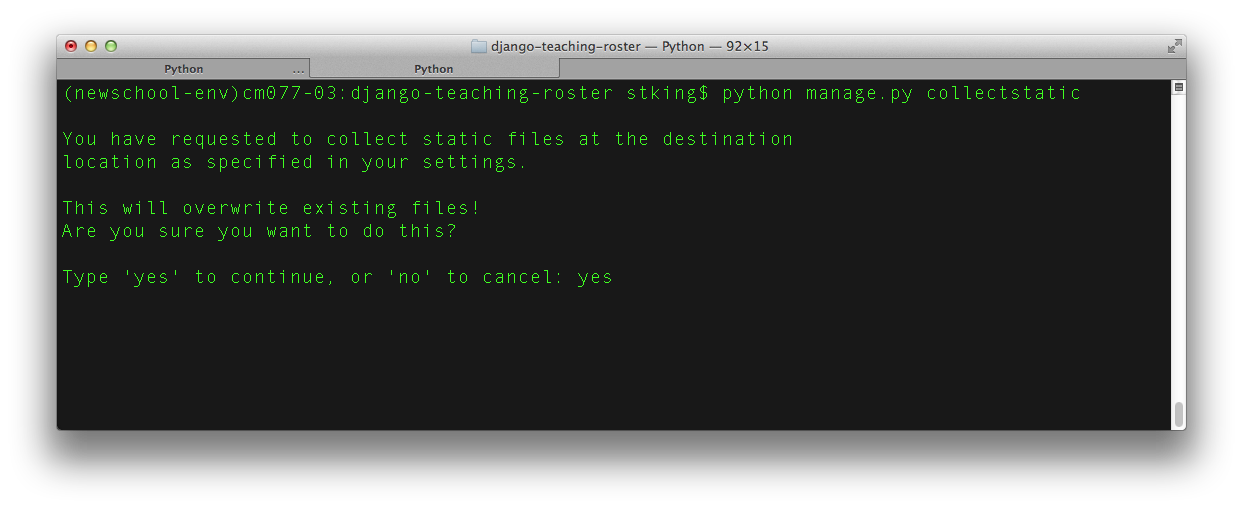 django-teaching-roster — Python — 92×15
Python ... Python
(newschool-env)cm077-03:django-teaching-roster stking$ python manage.py collectstatic
You have requested to collect static files at the destination
location as specified in your settings.
This will overwrite existing files!
Are you sure you want to do this?
Type 'yes' to continue, or 'no' to cancel: yes